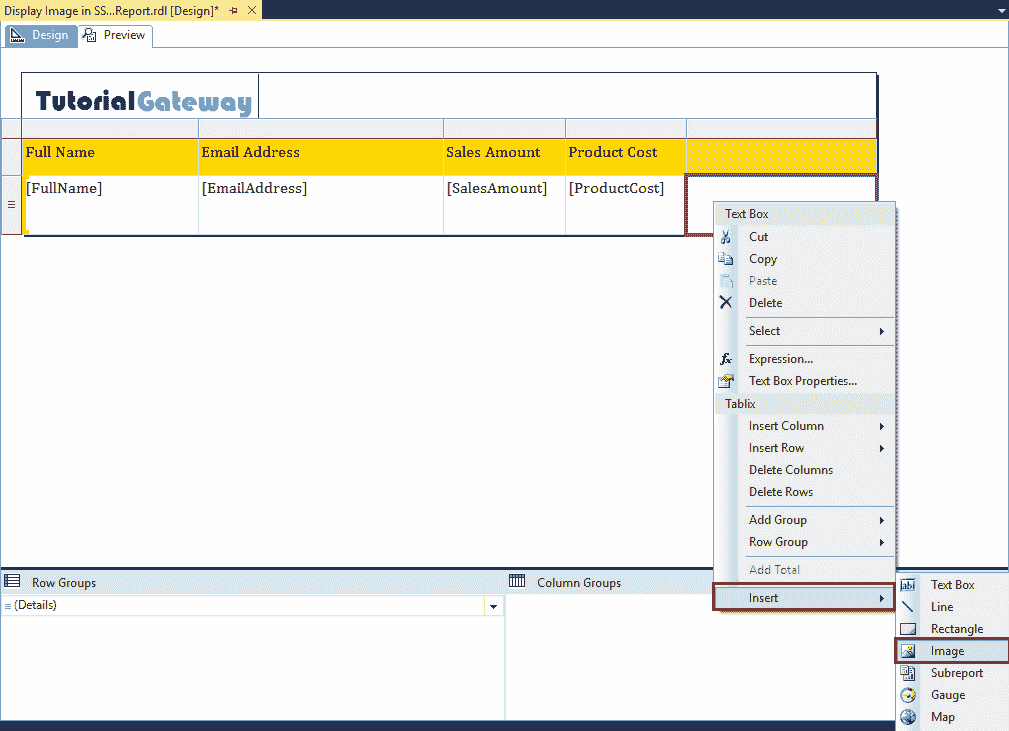 Display Image in SS...Report.rdl [Design]*
Design Preview
TutorialGateway
Full Name Email Address Sales Amount Product Cost
[FullName] [EmailAddress] [SalesAmount] [ProductCost]
Text Box
Cut
Copy
Paste
Delete
Select
fx Expression...
Text Box Properties...
Tablix
Insert Column
Insert Row
Delete Columns
Delete Rows
Add Group
Row Group
Add Total
Insert
Row Groups Column Groups
(Details)
abl Text Box
Line
Rectangle
Image
Subreport
Gauge
Map